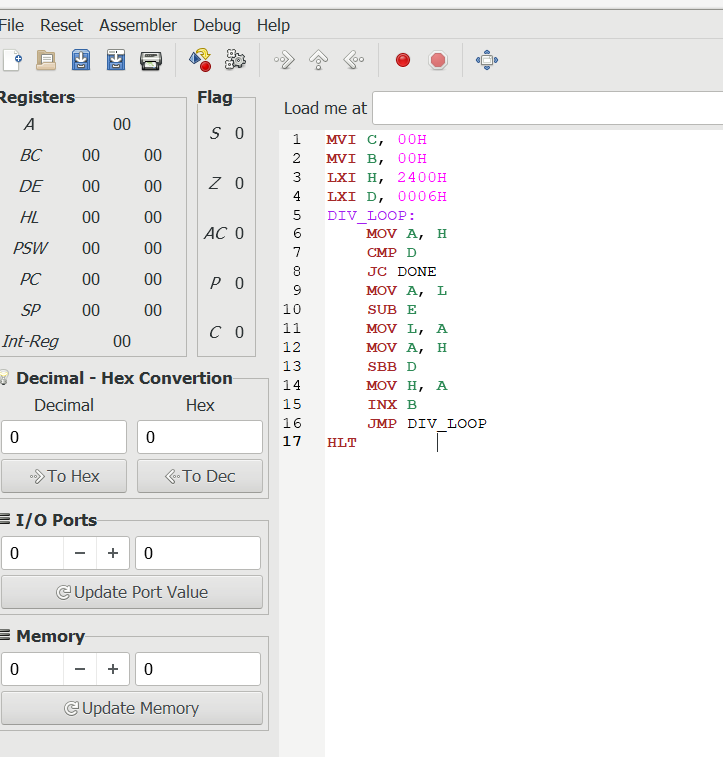 File Reset Assembler Debug Help
Registers
A 00
BC 00 00
DE 00 00
HL 00 00
PSW 00 00
PC 00 00
SP 00 00
Int-Reg 00
Flag
S 0
Z 0
AC 0
P 0
C 0
Decimal - Hex Convertion
Decimal Hex
0 0
To Hex To Dec
I/O Ports
0 − + 0
Update Port Value
Memory
0 − + 0
Update Memory
Load me at
1 MVI C, 00H
2 MVI B, 00H
3 LXI H, 2400H
4 LXI D, 0006H
5 DIV_LOOP:
6 MOV A, H
7 CMP D
8 JC DONE
9 MOV A, L
10 SUB E
11 MOV L, A
12 MOV A, H
13 SBB D
14 MOV H, A
15 INX B
16 JMP DIV_LOOP
17 HLT